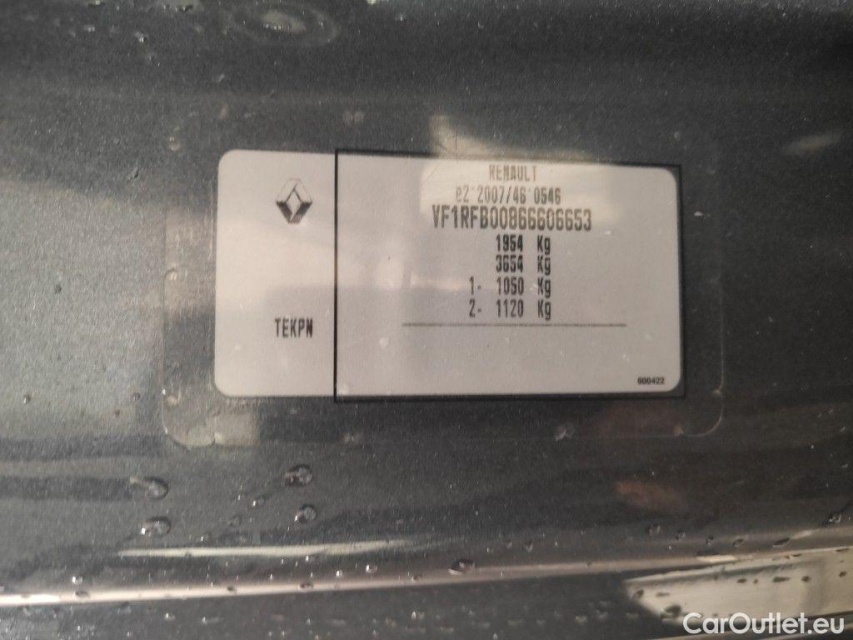 RENAULT
e2*2007/46*0546
VF1RFB00866606653
1954 Kg
3654 Kg
1- 1050 Kg
2- 1120 Kg
TEKPN
600422
CarOutlet.eu